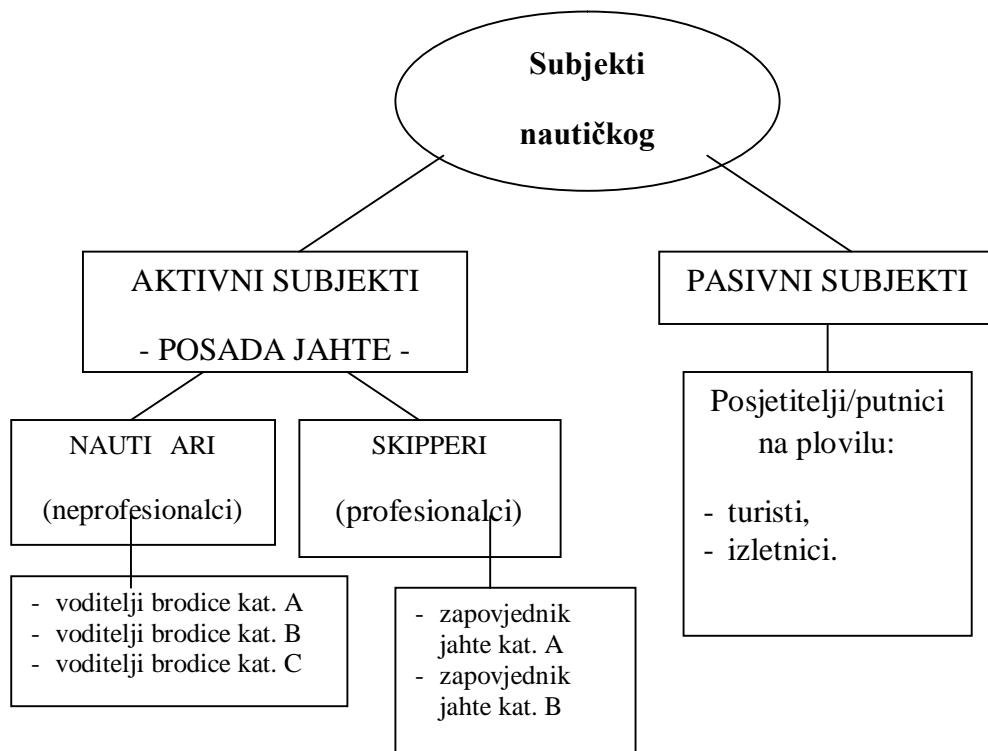 Subjekti
nautičkog
AKTIVNI SUBJEKTI
- POSADA JAHTE -
PASIVNI SUBJEKTI
NAUTI ARI
(neprofesionalci)
SKIPPERI
(profesionalci)
Posjetitelji/putnici
na plovilu:
- turisti,
- izletnici.
- voditelji brodice kat. A
- voditelji brodice kat. B
- voditelji brodice kat. C
- zapovjednik
jahte kat. A
- zapovjednik
jahte kat. B